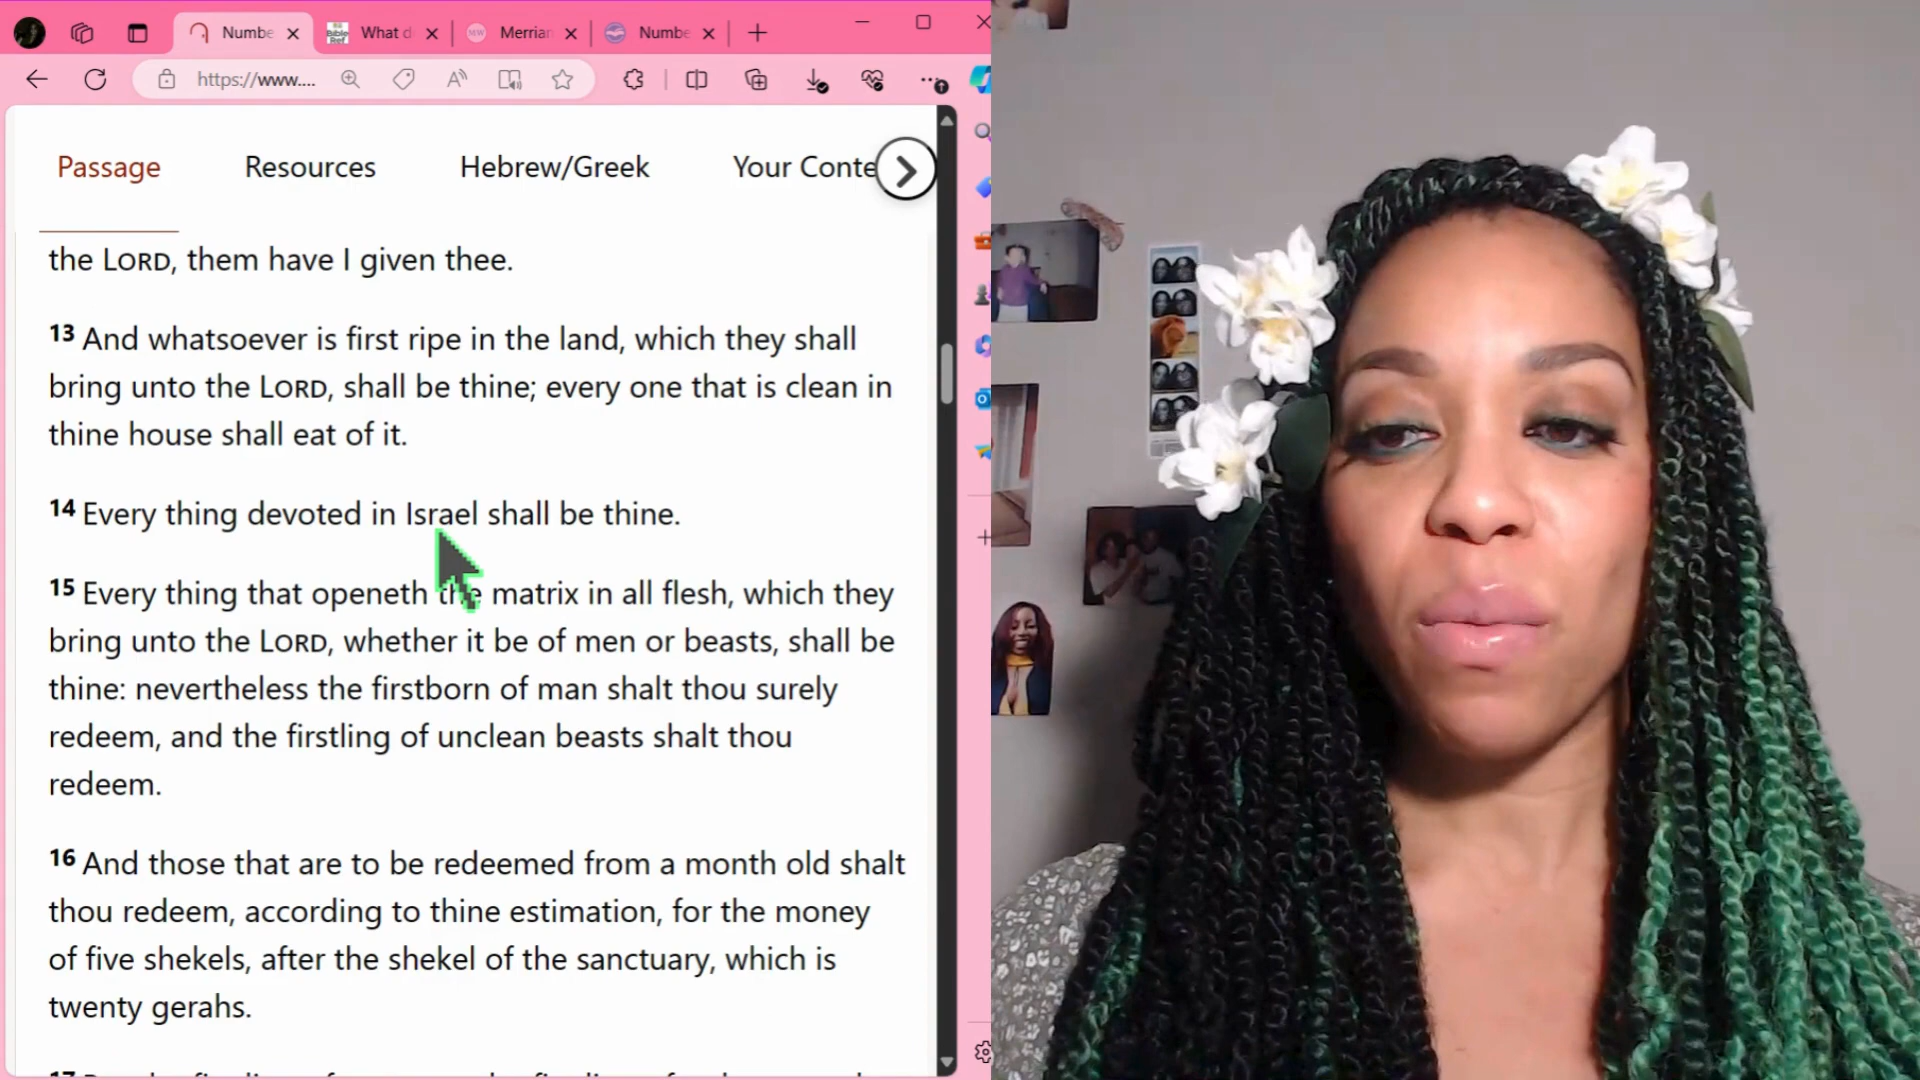 Numbe
What d
Merrian
Numbe
https://www....
Passage
Resources
Hebrew/Greek
Your Conte
the LORD, them have I given thee.
13 And whatsoever is first ripe in the land, which they shall
bring unto the LORD, shall be thine; every one that is clean in
thine house shall eat of it.
14 Every thing devoted in Israel shall be thine.
15 Every thing that openeth the matrix in all flesh, which they
bring unto the LORD, whether it be of men or beasts, shall be
thine: nevertheless the firstborn of man shalt thou surely
redeem, and the firstling of unclean beasts shalt thou
redeem.
16 And those that are to be redeemed from a month old shalt
thou redeem, according to thine estimation, for the money
of five shekels, after the shekel of the sanctuary, which is
twenty gerahs.